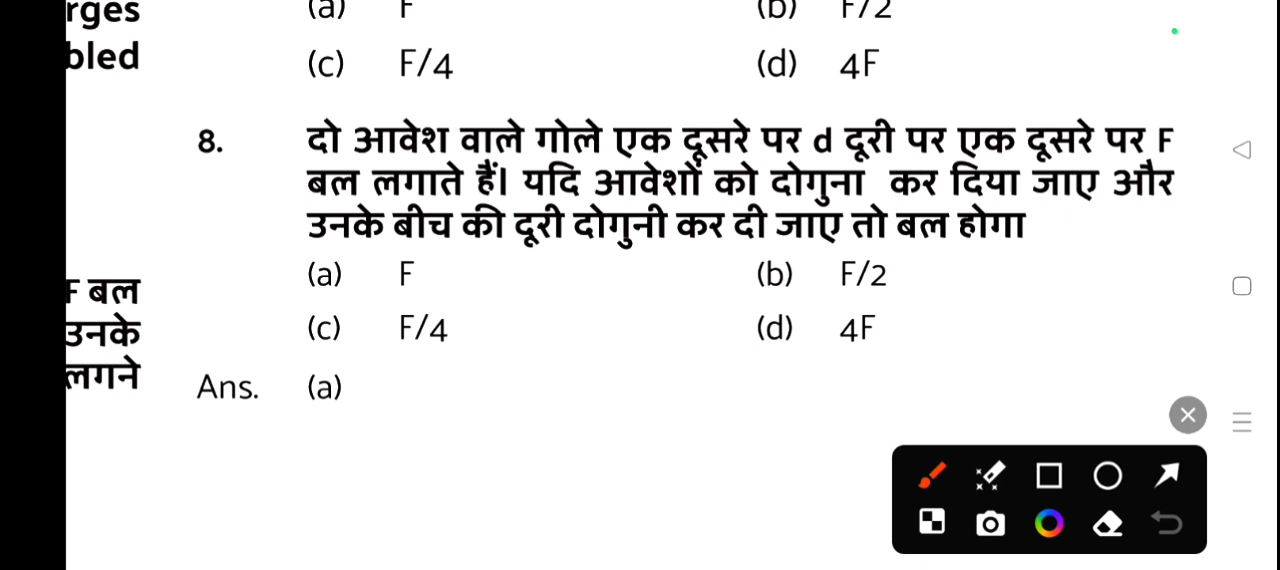 rges
(a) F (b) F/2
bled
(c) F/4 (d) 4F
8. दो आवेश वाले गोले एक दूसरे पर d दूरी पर एक दूसरे पर F
बल लगाते हैं। यदि आवेशों को दोगुना कर दिया जाए और
उनके बीच की दूरी दोगुनी कर दी जाए तो बल होगा
(a) F (b) F/2
F बल
(c) F/4 (d) 4F
उनके
लगने
Ans. (a)